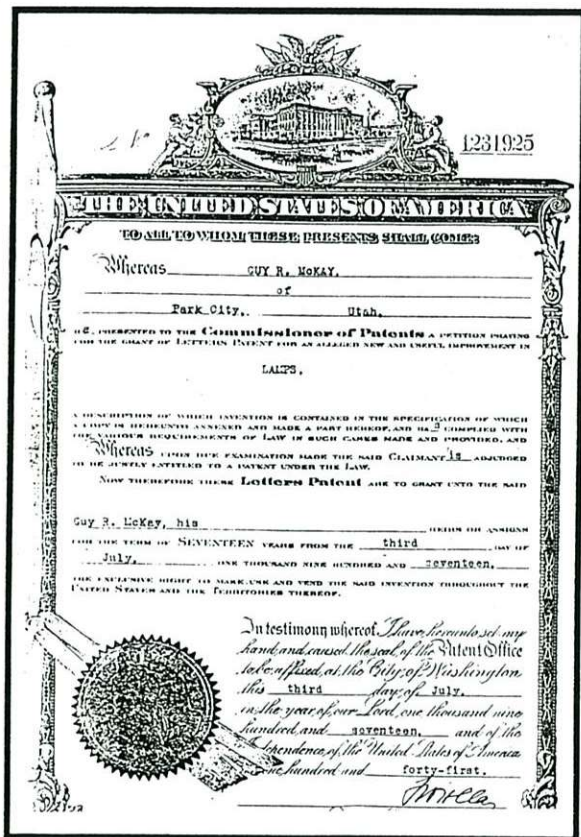 1231925
THE UNITED STATES OF AMERICA
TO ALL TO WHOM THESE PRESENTS SHALL COME:
Whereas GUY R. McKAY,
of
Park City, Utah,
PRESENTED TO THE Commissioner of Patents A PETITION PRAYING
FOR THE GRANT OF LETTERS PATENT FOR AN ALLEGED NEW AND USEFUL IMPROVEMENT IN
LAMPS,
A DESCRIPTION OF WHICH INVENTION IS CONTAINED IN THE SPECIFICATION OF WHICH
A COPY IS HEREUNTO ANNEXED AND MADE A PART HEREOF, AND HAS COMPLIED WITH
THE VARIOUS REQUIREMENTS OF LAW IN SUCH CASES MADE AND PROVIDED, AND
Whereas UPON DUE EXAMINATION MADE THE SAID CLAIMANT is ADJUDGED
TO BE JUSTLY ENTITLED TO A PATENT UNDER THE LAW.
NOW THEREFORE THESE Letters Patent ARE TO GRANT UNTO THE SAID
Guy R. McKay, his HEIRS OR ASSIGNS
FOR THE TERM OF SEVENTEEN YEARS FROM THE third DAY OF
July, ONE THOUSAND NINE HUNDRED AND seventeen,
THE EXCLUSIVE RIGHT TO MAKE, USE AND VEND THE SAID INVENTION THROUGHOUT THE
UNITED STATES AND THE TERRITORIES THEREOF.
In testimony whereof, I have hereunto set my
hand and caused the seal of the Patent Office
to be affixed at the City of Washington
this third day of July,
in the year of our Lord one thousand nine
hundred and seventeen, and of the
Independence of the United States of America
one hundred and forty-first.